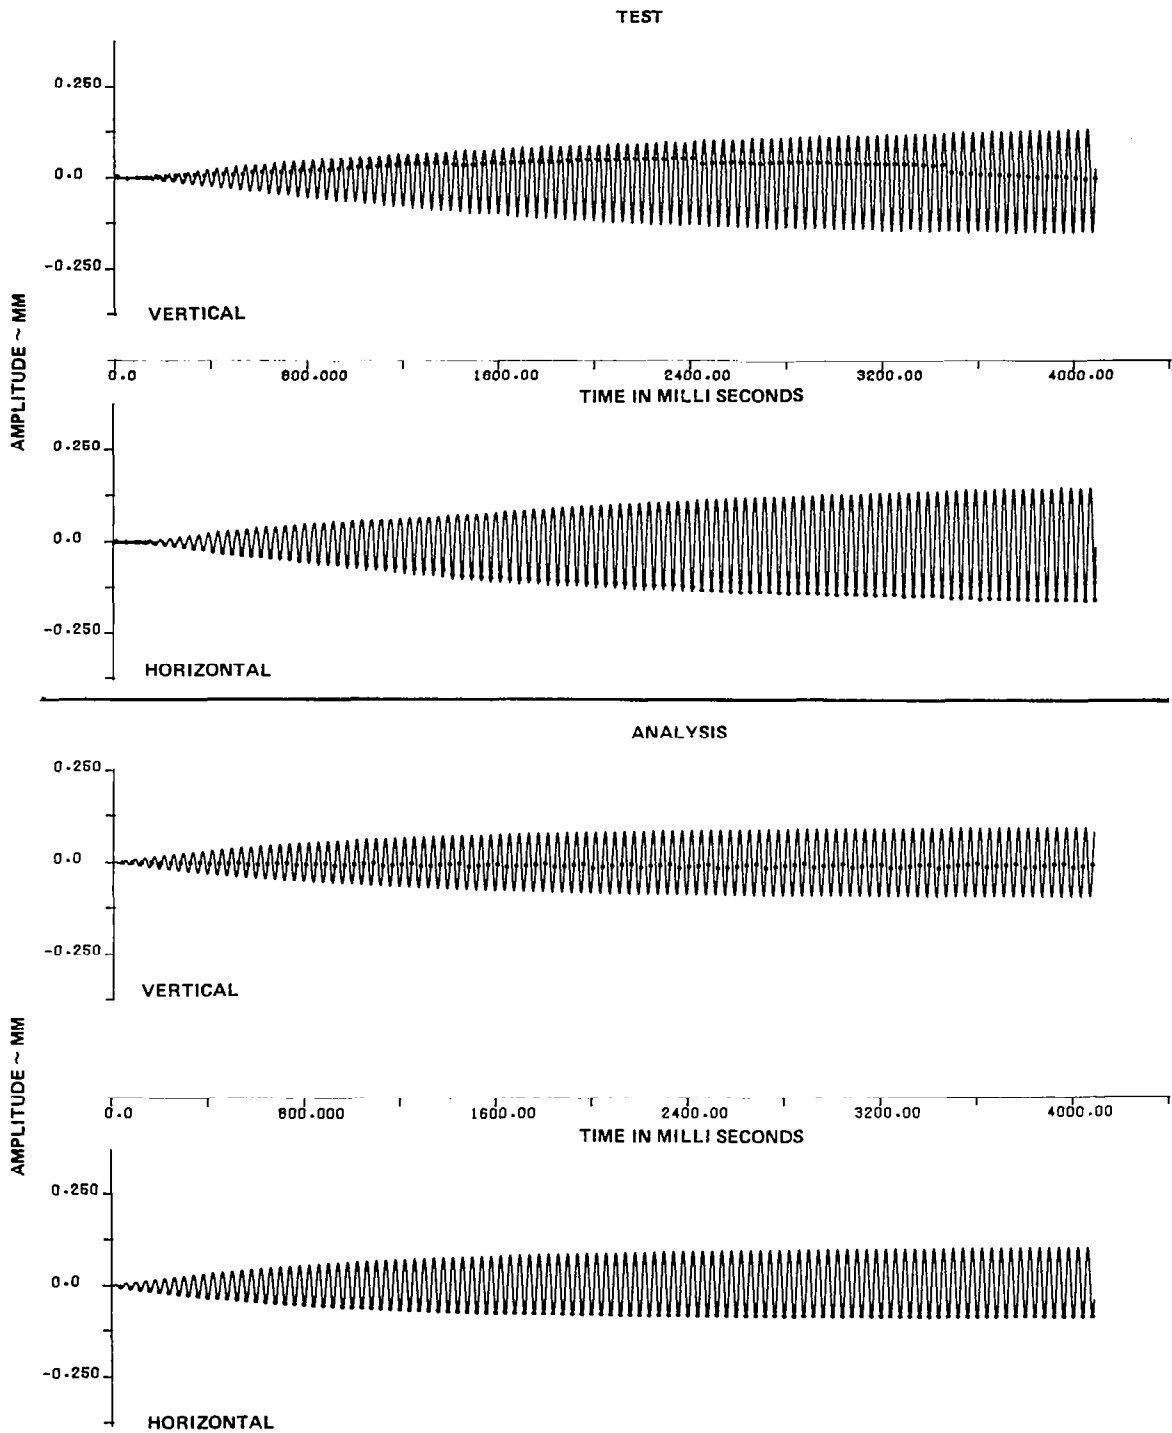 TEST
0.250
0.0
-0.250
VERTICAL
AMPLITUDE ~ MM
0.0 800.000 1600.00 2400.00 3200.00 4000.00
TIME IN MILLI SECONDS
0.250
0.0
-0.250
HORIZONTAL
ANALYSIS
0.250
0.0
-0.250
VERTICAL
AMPLITUDE ~ MM
0.0 800.000 1600.00 2400.00 3200.00 4000.00
TIME IN MILLI SECONDS
0.250
0.0
-0.250
HORIZONTAL